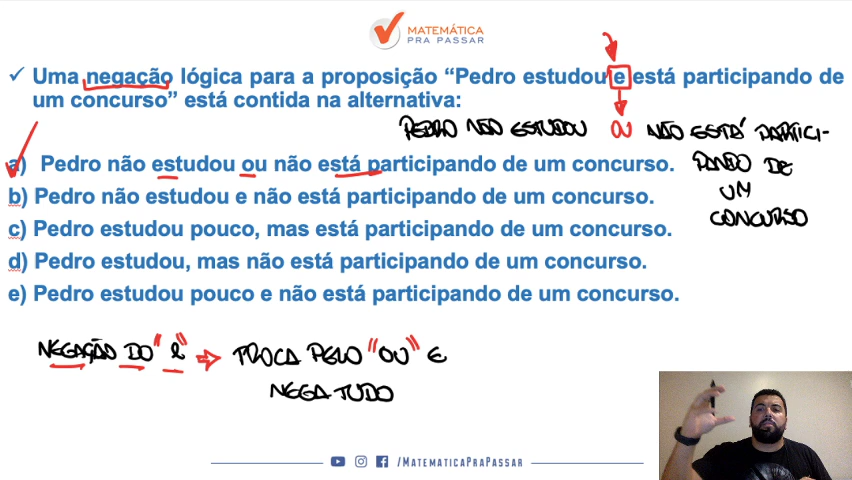 MATEMÁTICA
PRA PASSAR
✓ Uma negação lógica para a proposição “Pedro estudou e está participando de
um concurso” está contida na alternativa:
PEDRO NÃO ESTUDOU OU NÃO ESTÁ PARTICI-
PANDO DE
UM
CONCURSO
a) Pedro não estudou ou não está participando de um concurso.
b) Pedro não estudou e não está participando de um concurso.
c) Pedro estudou pouco, mas está participando de um concurso.
d) Pedro estudou, mas não está participando de um concurso.
e) Pedro estudou pouco e não está participando de um concurso.
NEGAÇÃO DO "e" ⇒ TROCA PELO "OU" E
NEGA TUDO
/MATEMATICAPRAPASSAR